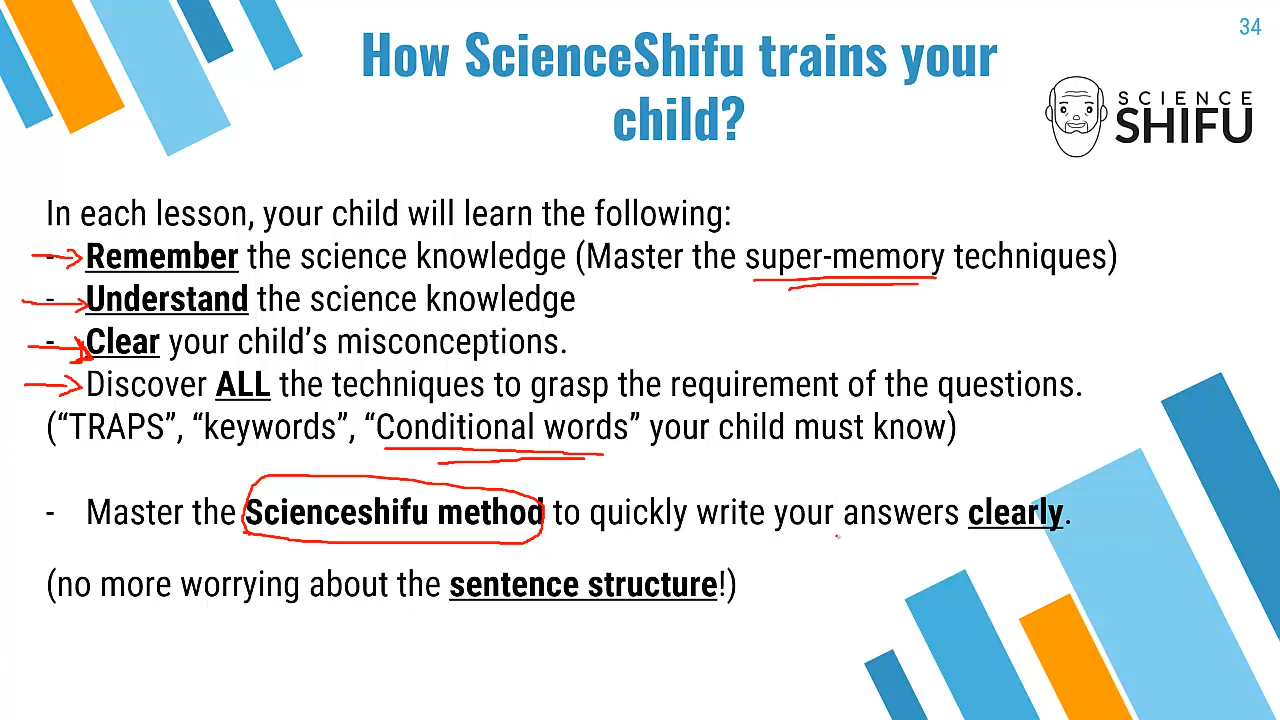 34
How ScienceShifu trains your
child?
SCIENCE
SHIFU
In each lesson, your child will learn the following:
- Remember the science knowledge (Master the super-memory techniques)
- Understand the science knowledge
- Clear your child’s misconceptions.
- Discover ALL the techniques to grasp the requirement of the questions.
(“TRAPS”, “keywords”, “Conditional words” your child must know)
- Master the Scienceshifu method to quickly write your answers clearly.
(no more worrying about the sentence structure!)